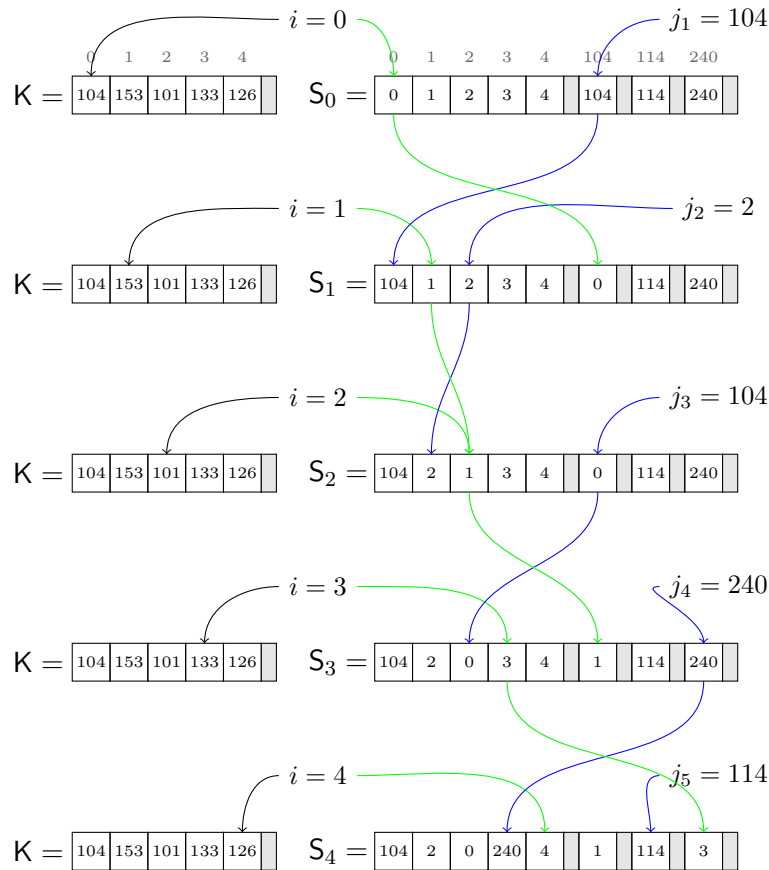 i = 0 j₁ = 104
0 1 2 3 4 0 1 2 3 4 104 114 240
K = 104 153 101 133 126 S₀ = 0 1 2 3 4 104 114 240
i = 1 j₂ = 2
K = 104 153 101 133 126 S₁ = 104 1 2 3 4 0 114 240
i = 2 j₃ = 104
K = 104 153 101 133 126 S₂ = 104 2 1 3 4 0 114 240
i = 3 j₄ = 240
K = 104 153 101 133 126 S₃ = 104 2 0 3 4 1 114 240
i = 4 j₅ = 114
K = 104 153 101 133 126 S₄ = 104 2 0 240 4 1 114 3